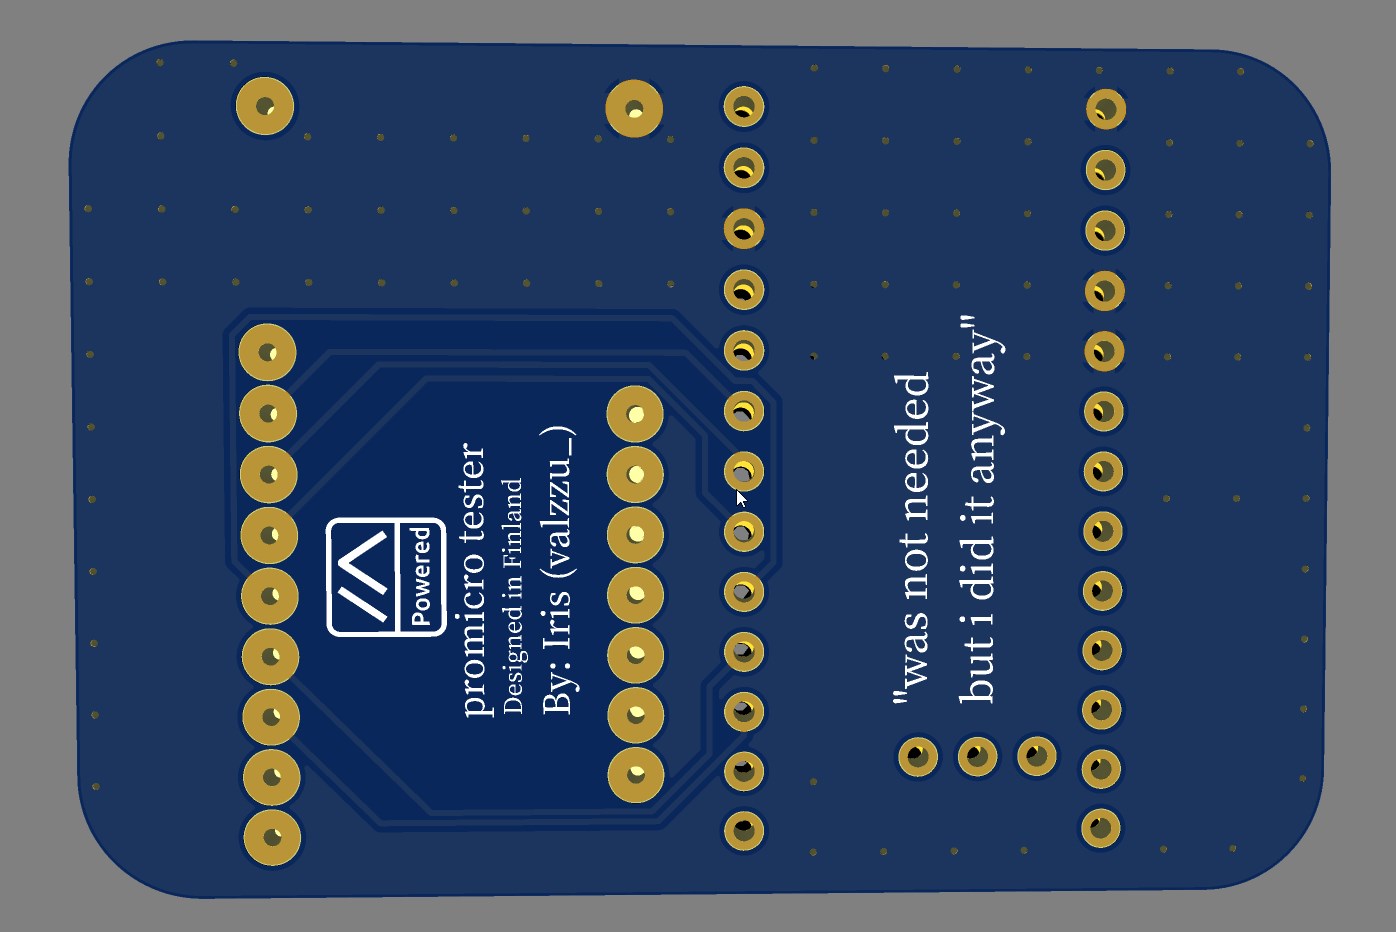 Powered
promicro tester
Designed in Finland
By: Iris (valzzu_)
"was not needed
but i did it anyway"